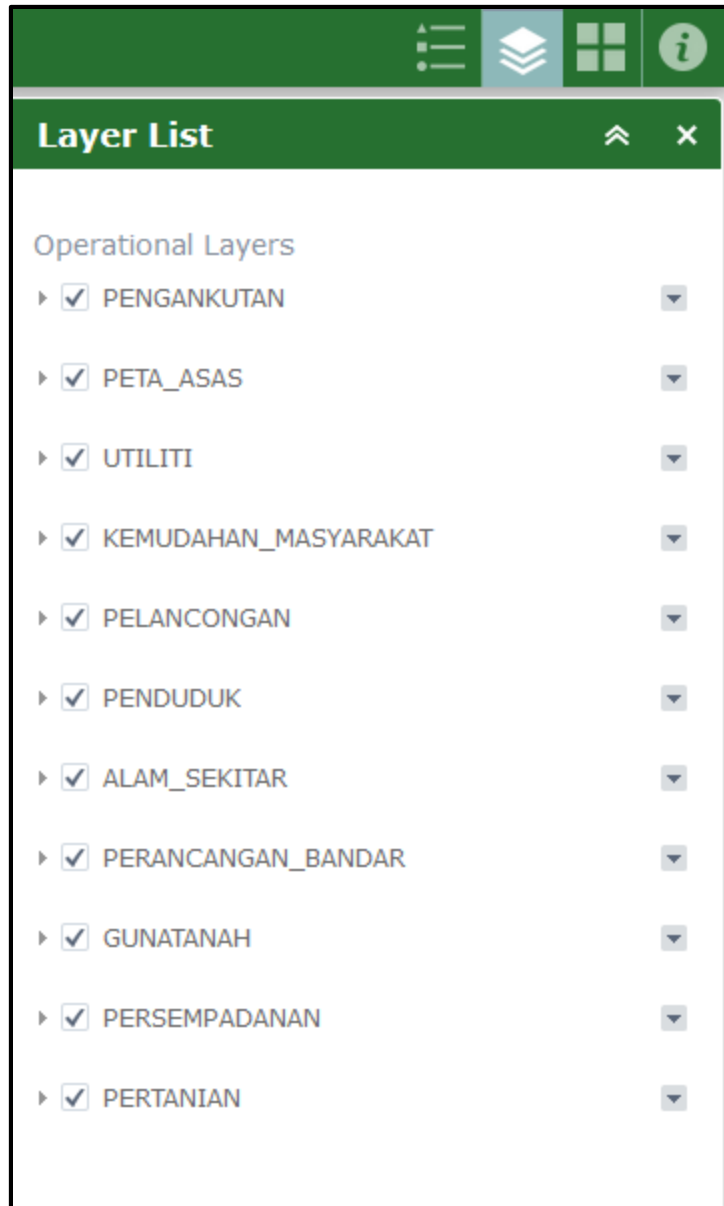 Layer List
Operational Layers
PENGANKUTAN
PETA_ASAS
UTILITI
KEMUDAHAN_MASYARAKAT
PELANCONGAN
PENDUDUK
ALAM_SEKITAR
PERANCANGAN_BANDAR
GUNATANAH
PERSEMPADANAN
PERTANIAN